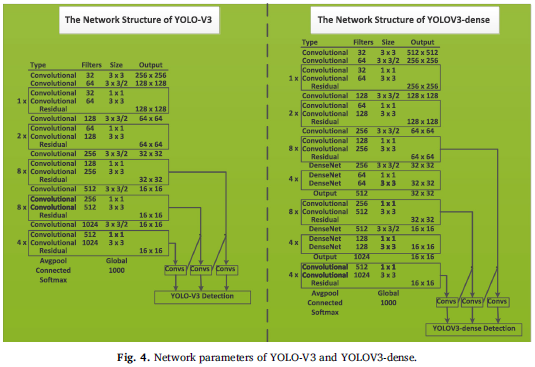 The Network Structure of YOLO-V3
Type Filters Size Output
Convolutional 32 3 x 3 256 x 256
Convolutional 64 3 x 3/2 128 x 128
Convolutional 32 1 x 1
1 x Convolutional 64 3 x 3
Residual 128 x 128
Convolutional 128 3 x 3/2 64 x 64
Convolutional 64 1 x 1
2 x Convolutional 128 3 x 3
Residual 64 x 64
Convolutional 256 3 x 3/2 32 x 32
Convolutional 128 1 x 1
8 x Convolutional 256 3 x 3
Residual 32 x 32
Convolutional 512 3 x 3/2 16 x 16
Convolutional 256 1 x 1
8 x Convolutional 512 3 x 3
Residual 16 x 16
Convolutional 1024 3 x 3/2 16 x 16
Convolutional 512 1 x 1
4 x Convolutional 1024 3 x 3
Residual 16 x 16
Avgpool Global
Connected 1000
Softmax
Convs Convs Convs
YOLO-V3 Detection
The Network Structure of YOLOV3-dense
Type Filters Size Output
Convolutional 32 3 x 3 512 x 512
Convolutional 64 3 x 3/2 256 x 256
Convolutional 32 1 x 1
1 x Convolutional 64 3 x 3
Residual 256 x 256
Convolutional 128 3 x 3/2 128 x 128
Convolutional 64 1 x 1
2 x Convolutional 128 3 x 3
Residual 128 x 128
Convolutional 256 3 x 3/2 64 x 64
Convolutional 128 1 x 1
8 x Convolutional 256 3 x 3
Residual 64 x 64
DenseNet 256 3 x 3/2 32 x 32
DenseNet 64 1 x 1
4 x DenseNet 64 3 x 3 32 x 32
Output 512 32 x 32
Convolutional 256 1 x 1
8 x Convolutional 512 3 x 3
Residual 32 x 32
DenseNet 512 3 x 3/2 16 x 16
DenseNet 128 1 x 1
4 x DenseNet 128 3 x 3 16 x 16
Output 1024 16 x 16
Convolutional 512 1 x 1
4 x Convolutional 1024 3 x 3
Residual 16 x 16
Avgpool Global
Connected 1000
Softmax
Convs Convs Convs
YOLOV3-dense Detection
Fig. 4. Network parameters of YOLO-V3 and YOLOV3-dense.